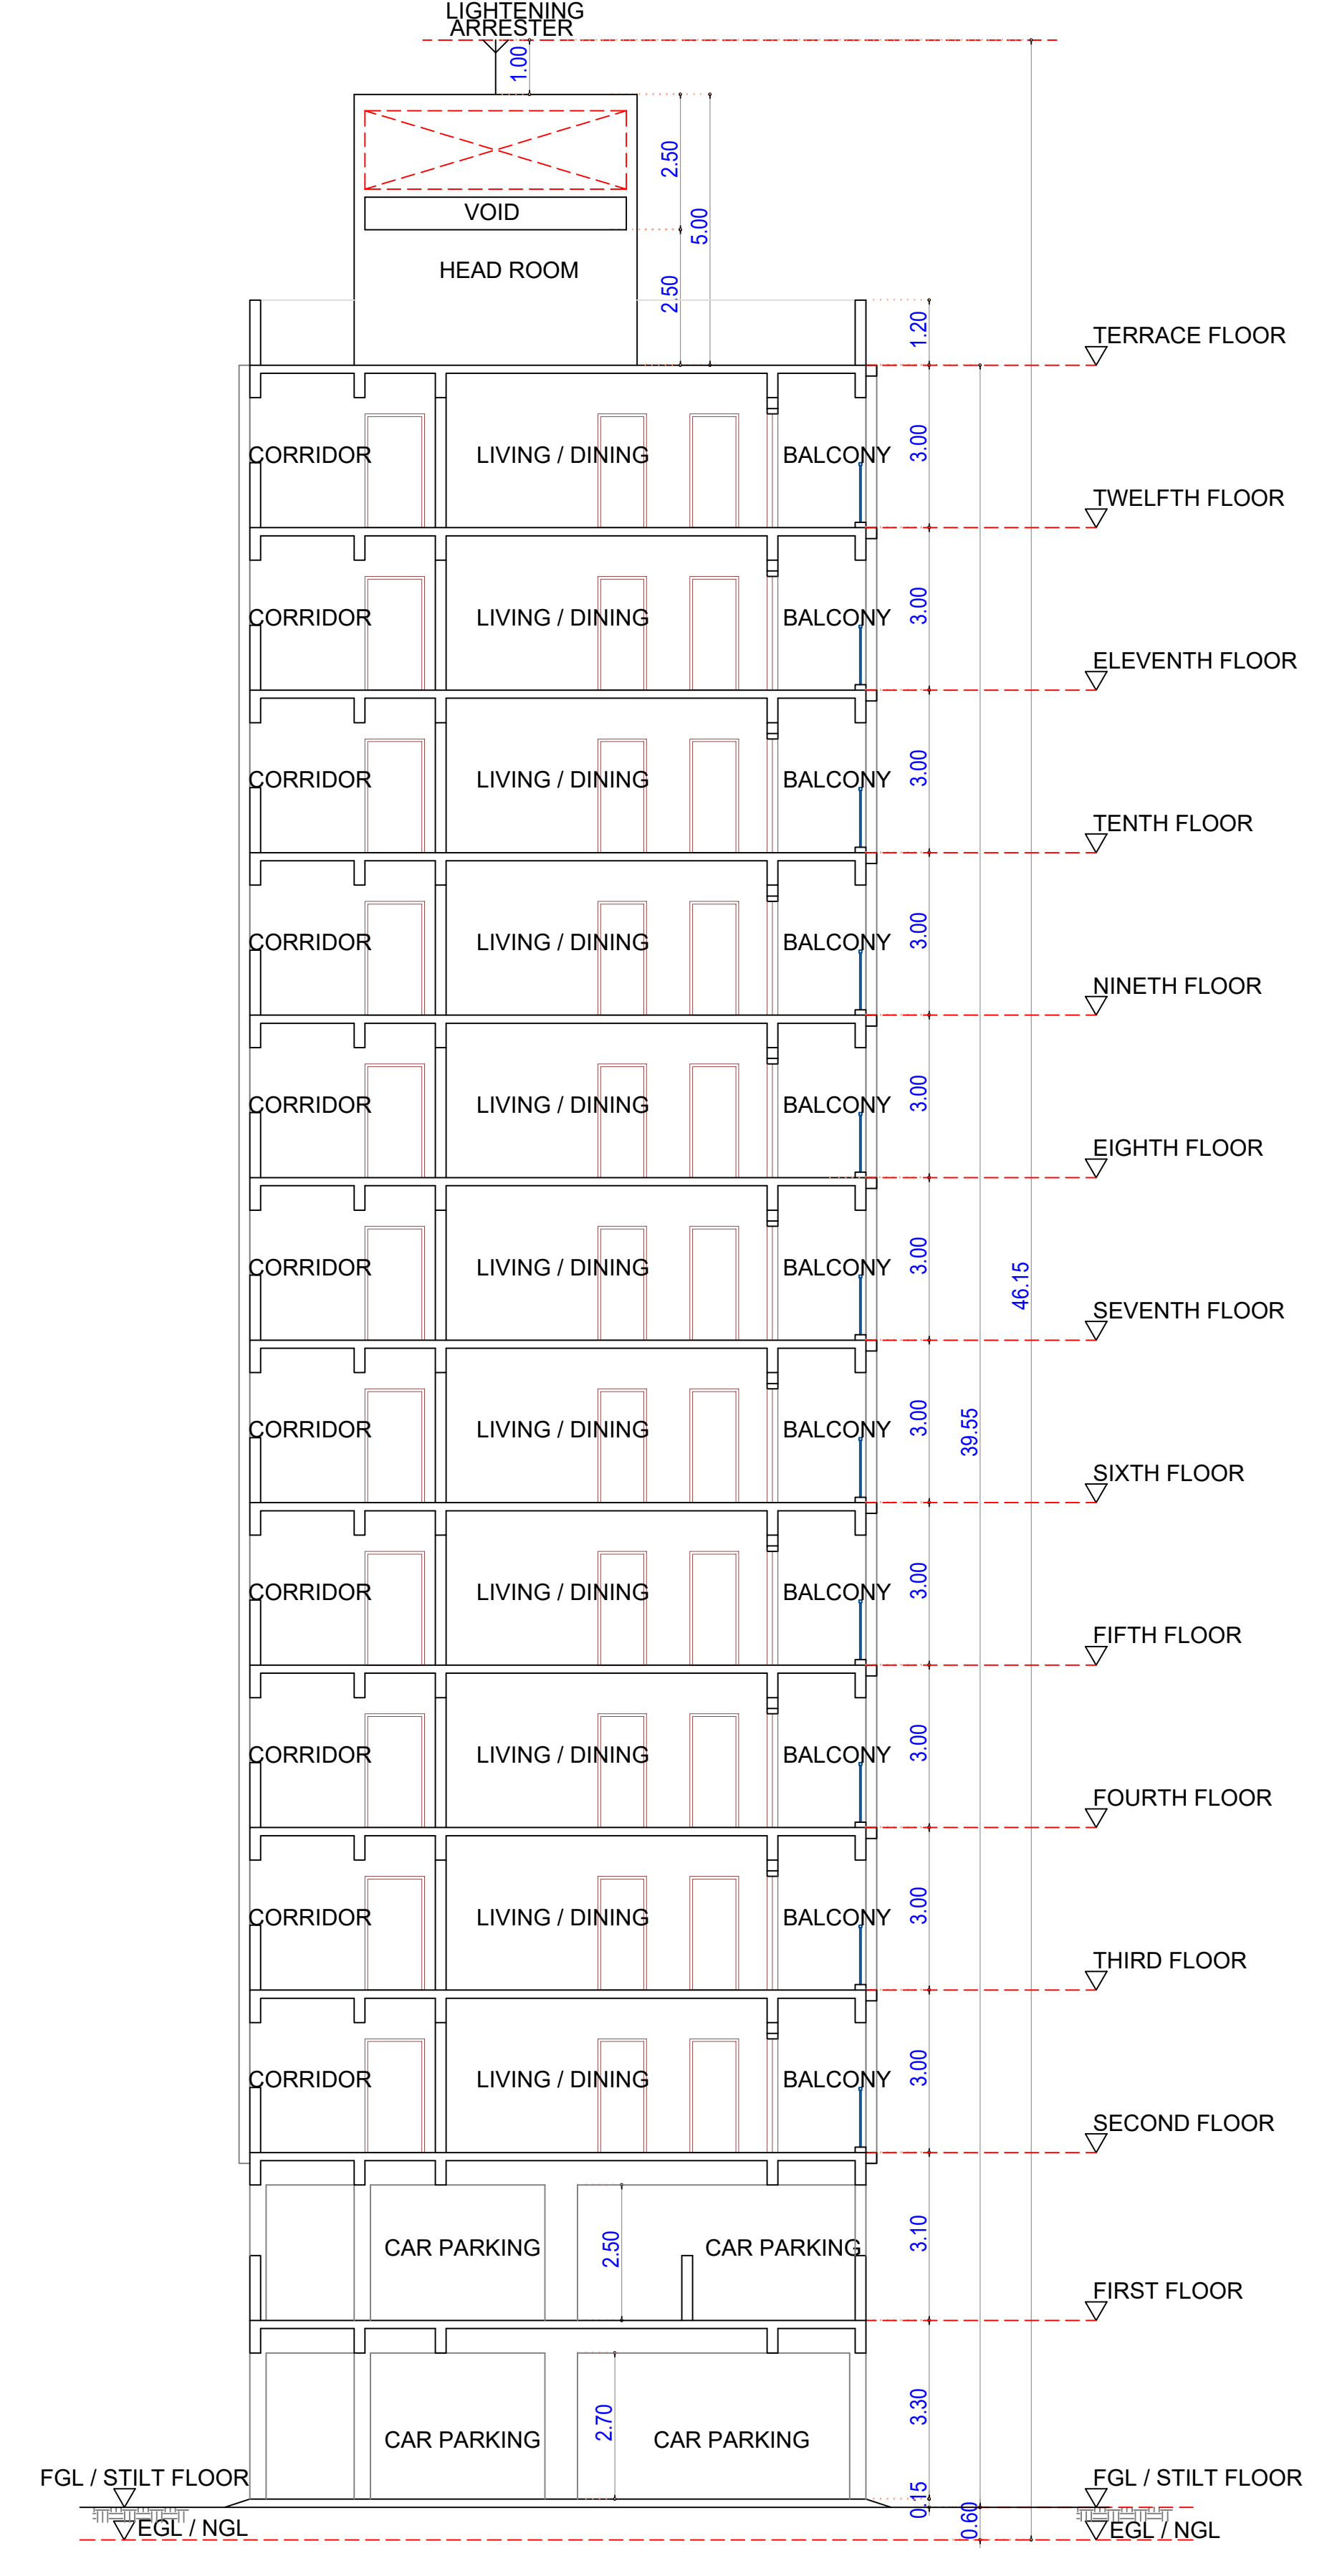 LIGHTENING
ARRESTER
1.00
2.50
VOID
5.00
HEAD ROOM
2.50
1.20
TERRACE FLOOR
CORRIDOR LIVING / DINING BALCONY 3.00
TWELFTH FLOOR
CORRIDOR LIVING / DINING BALCONY 3.00
ELEVENTH FLOOR
CORRIDOR LIVING / DINING BALCONY 3.00
TENTH FLOOR
CORRIDOR LIVING / DINING BALCONY 3.00
NINETH FLOOR
CORRIDOR LIVING / DINING BALCONY 3.00
EIGHTH FLOOR
CORRIDOR LIVING / DINING BALCONY 3.00
46.15
SEVENTH FLOOR
CORRIDOR LIVING / DINING BALCONY 3.00
39.55
SIXTH FLOOR
CORRIDOR LIVING / DINING BALCONY 3.00
FIFTH FLOOR
CORRIDOR LIVING / DINING BALCONY 3.00
FOURTH FLOOR
CORRIDOR LIVING / DINING BALCONY 3.00
THIRD FLOOR
CORRIDOR LIVING / DINING BALCONY 3.00
SECOND FLOOR
CAR PARKING 2.50 CAR PARKING 3.10
FIRST FLOOR
CAR PARKING 2.70 CAR PARKING 3.30
FGL / STILT FLOOR 0.15 FGL / STILT FLOOR
EGL / NGL 0.60 EGL / NGL